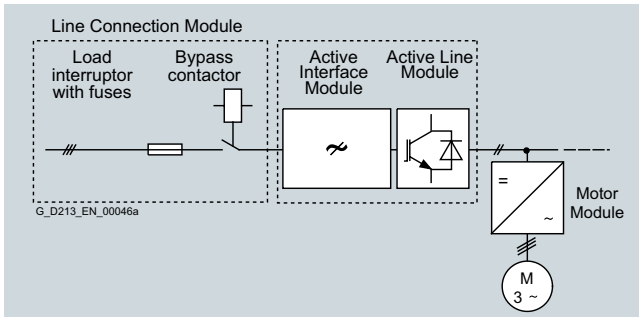 Line Connection Module
Load
interruptor
with fuses
Bypass
contactor
Active
Interface
Module
Active Line
Module
=
~
Motor
Module
M
3 ~
G_D213_EN_00046a